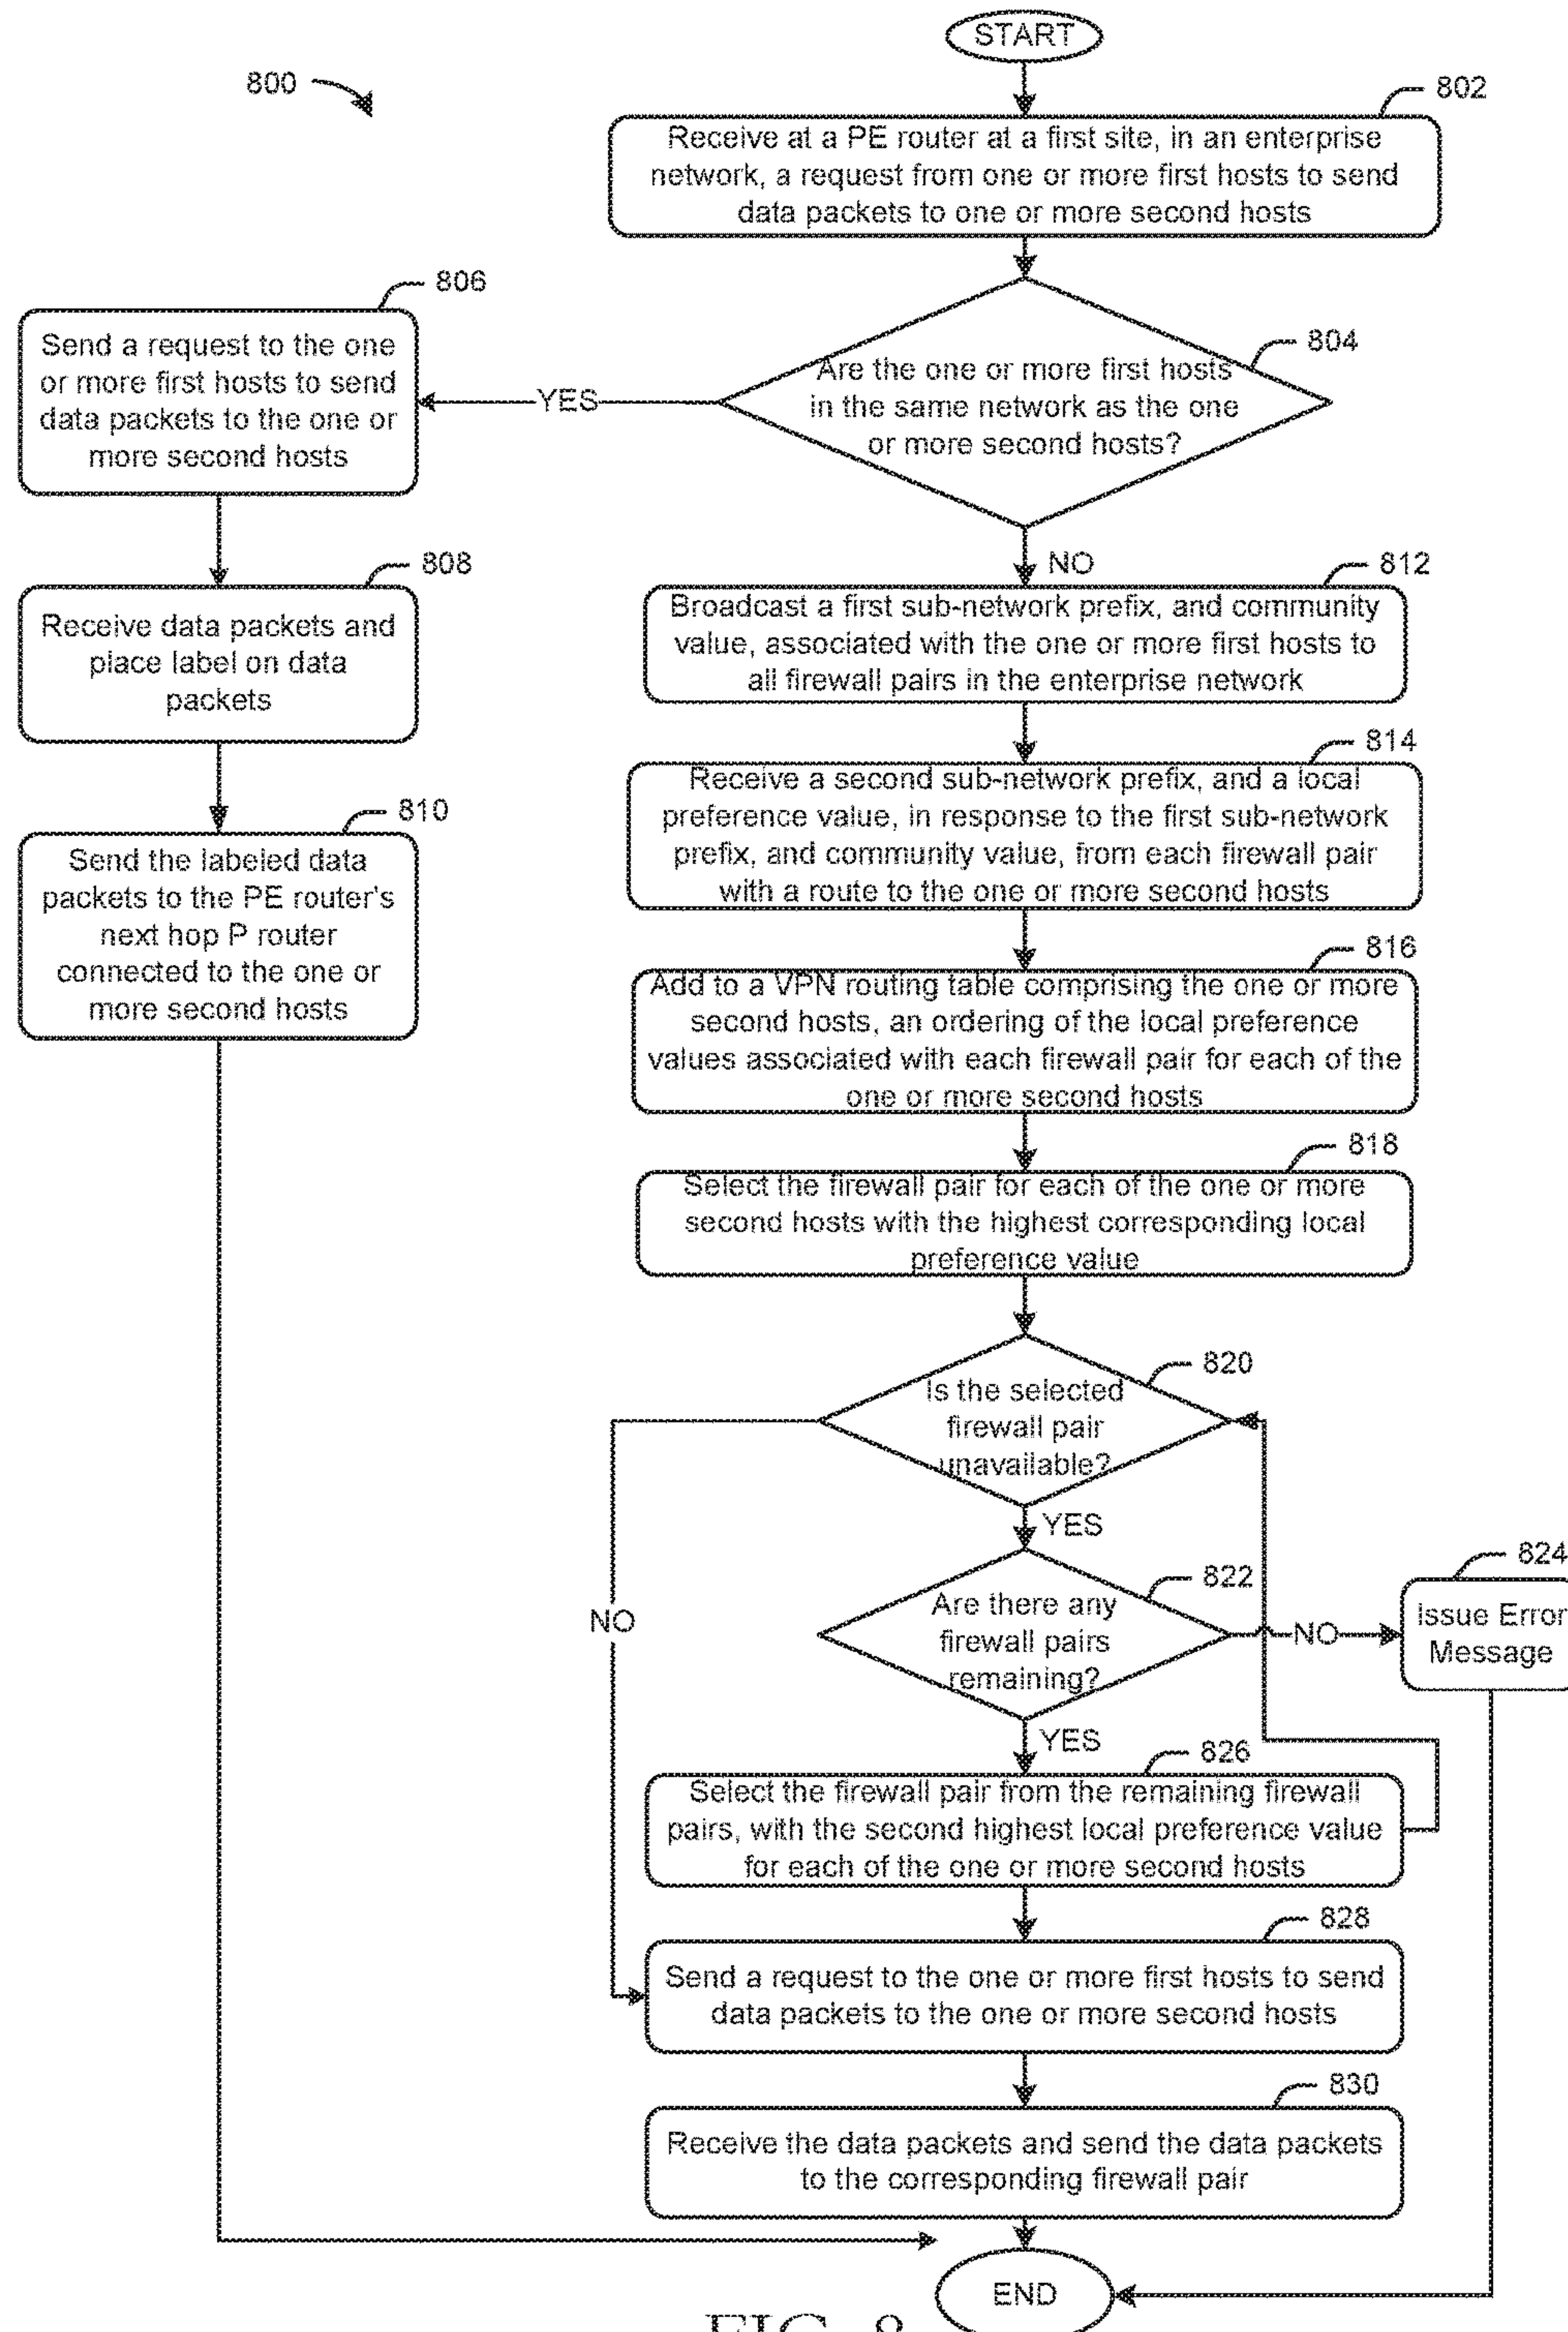 START
800
802
Receive at a PE router at a first site, in an enterprise
network, a request from one or more first hosts to send
data packets to one or more second hosts
804
Are the one or more first hosts
in the same network as the one
or more second hosts?
YES
806
Send a request to the one
or more first hosts to send
data packets to the one or
more second hosts
808
Receive data packets and
place label on data
packets
810
Send the labeled data
packets to the PE router's
next hop P router
connected to the one or
more second hosts
NO
812
Broadcast a first sub-network prefix, and community
value, associated with the one or more first hosts to
all firewall pairs in the enterprise network
814
Receive a second sub-network prefix, and a local
preference value, in response to the first sub-network
prefix, and community value, from each firewall pair
with a route to the one or more second hosts
816
Add to a VPN routing table comprising the one or more
second hosts, an ordering of the local preference
values associated with each firewall pair for each of the
one or more second hosts
818
Select the firewall pair for each of the one or more
second hosts with the highest corresponding local
preference value
820
Is the selected
firewall pair
unavailable?
YES
NO
822
Are there any
firewall pairs
remaining?
NO
824
Issue Error
Message
YES
826
Select the firewall pair from the remaining firewall
pairs, with the second highest local preference value
for each of the one or more second hosts
828
Send a request to the one or more first hosts to send
data packets to the one or more second hosts
830
Receive the data packets and send the data packets
to the corresponding firewall pair
END
FIG. 8